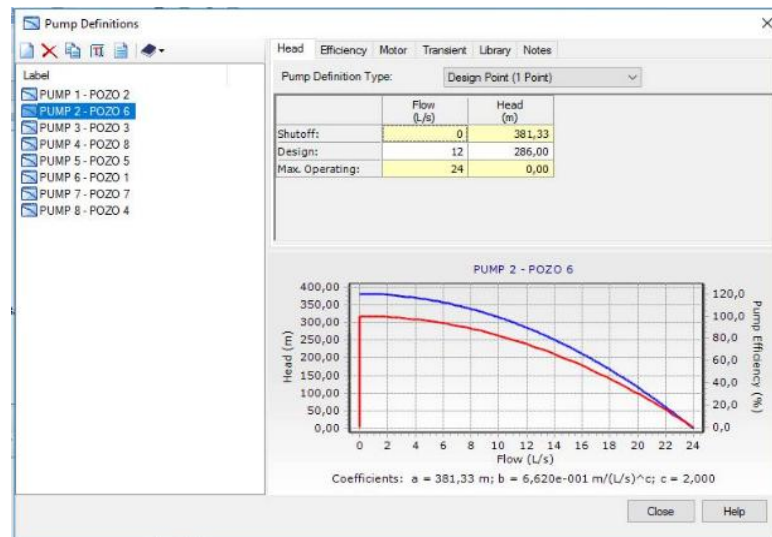 Pump Definitions
Label
PUMP 1 - POZO 2
PUMP 2 - POZO 6
PUMP 3 - POZO 3
PUMP 4 - POZO 8
PUMP 5 - POZO 5
PUMP 6 - POZO 1
PUMP 7 - POZO 7
PUMP 8 - POZO 4
Head Efficiency Motor Transient Library Notes
Pump Definition Type: Design Point (1 Point)
Flow (L/s) Head (m)
Shutoff: 0 381,33
Design: 12 286,00
Max. Operating: 24 0,00
PUMP 2 - POZO 6
Head (m)
400,00
350,00
300,00
250,00
200,00
150,00
100,00
50,00
0,00
120,0
100,0
80,0
60,0
40,0
20,0
0,0
Pump Efficiency (%)
0 2 4 6 8 10 12 14 16 18 20 22 24
Flow (L/s)
Coefficients: a = 381,33 m; b = 6,620e-001 m/(L/s)^c; c = 2,000
Close Help